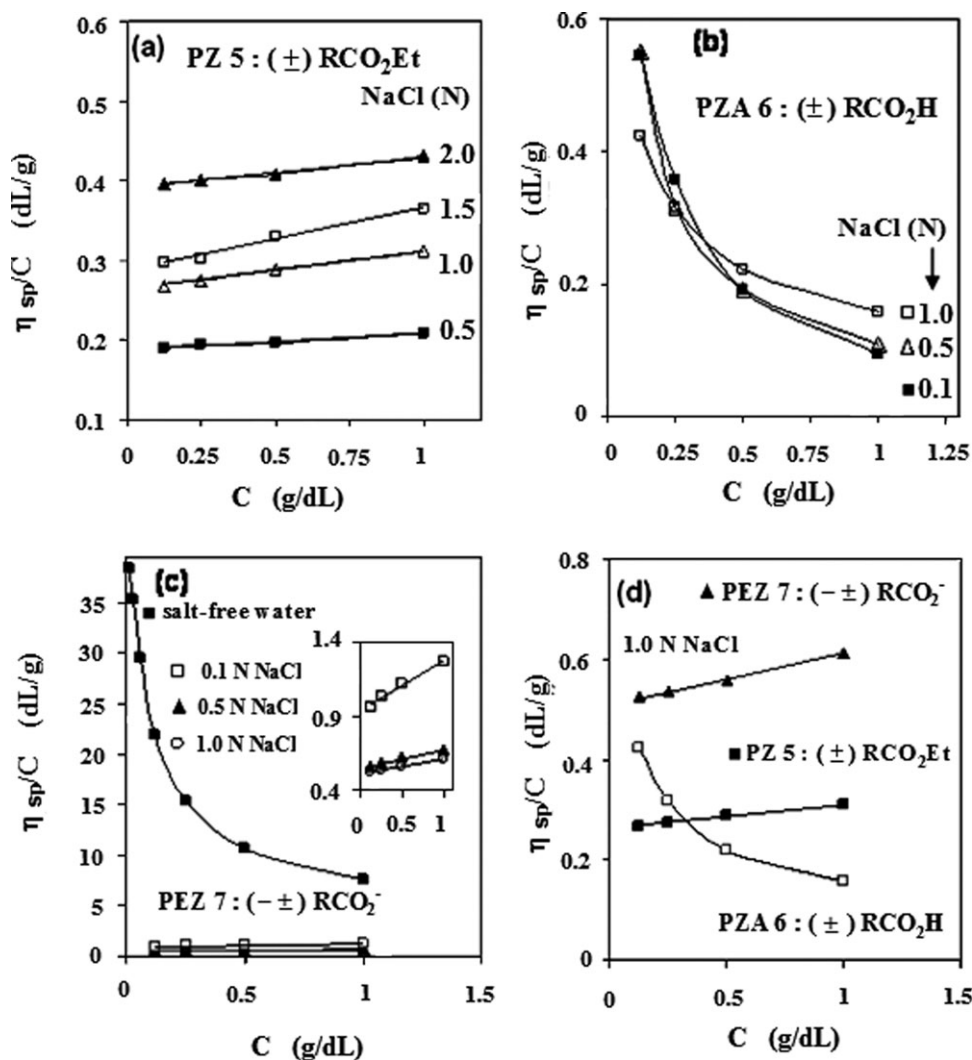 (a)
PZ 5 : (±) RCO2Et
NaCl (N)
2.0
1.5
1.0
0.5
0.6
0.5
0.4
0.3
0.2
0.1
0 0.25 0.5 0.75 1
η sp/C (dL/g)
C (g/dL)
(b)
PZA 6 : (±) RCO2H
NaCl (N)
1.0
0.5
0.1
0.6
0.4
0.2
0
0 0.25 0.5 0.75 1 1.25
η sp/C (dL/g)
C (g/dL)
(c)
salt-free water
0.1 N NaCl
0.5 N NaCl
1.0 N NaCl
1.4
0.9
0.4
0 0.5 1
PEZ 7 : (− ±) RCO2-
35
30
25
20
15
10
5
0
0 0.5 1 1.5
η sp/C (dL/g)
C (g/dL)
(d)
PEZ 7 : (− ±) RCO2-
1.0 N NaCl
PZ 5 : (±) RCO2Et
PZA 6 : (±) RCO2H
0.8
0.6
0.4
0.2
0
0 0.5 1 1.5
η sp/C (dL/g)
C (g/dL)